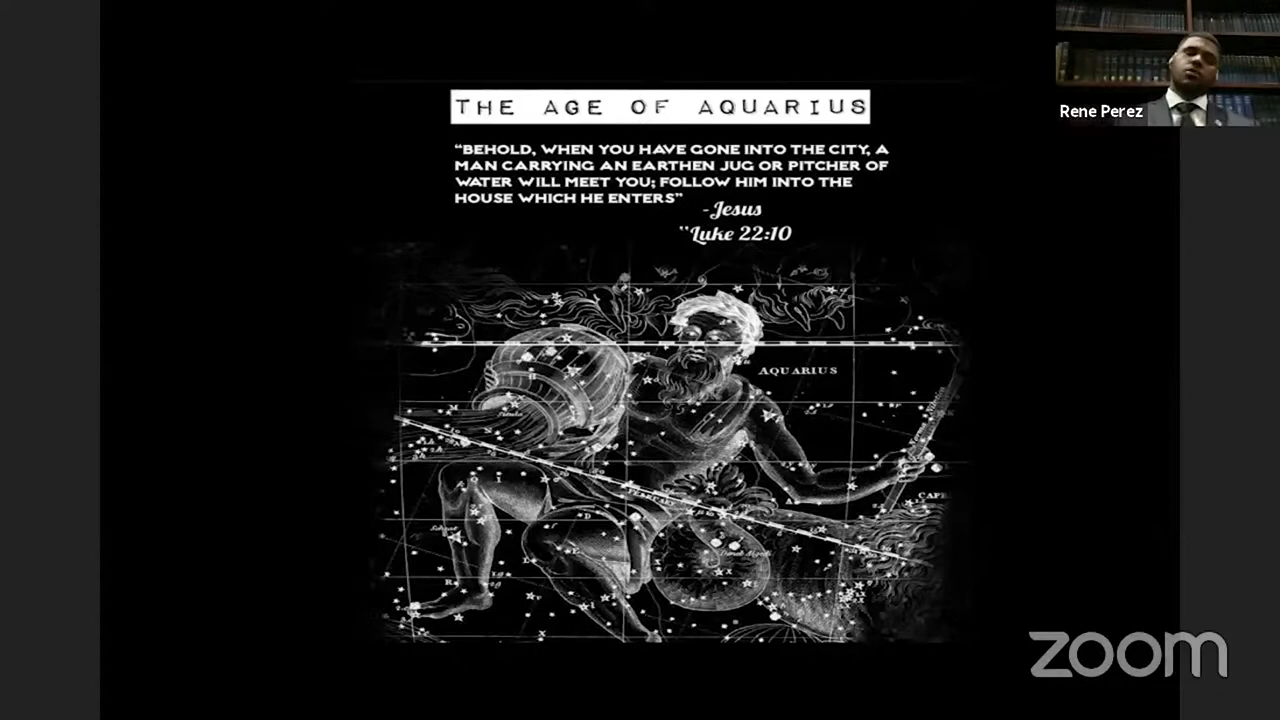 THE AGE OF AQUARIUS
Rene Perez
“BEHOLD, WHEN YOU HAVE GONE INTO THE CITY, A
MAN CARRYING AN EARTHEN JUG OR PITCHER OF
WATER WILL MEET YOU; FOLLOW HIM INTO THE
HOUSE WHICH HE ENTERS”
-Jesus
"Luke 22:10
AQUARIUS
CAPR
zoom